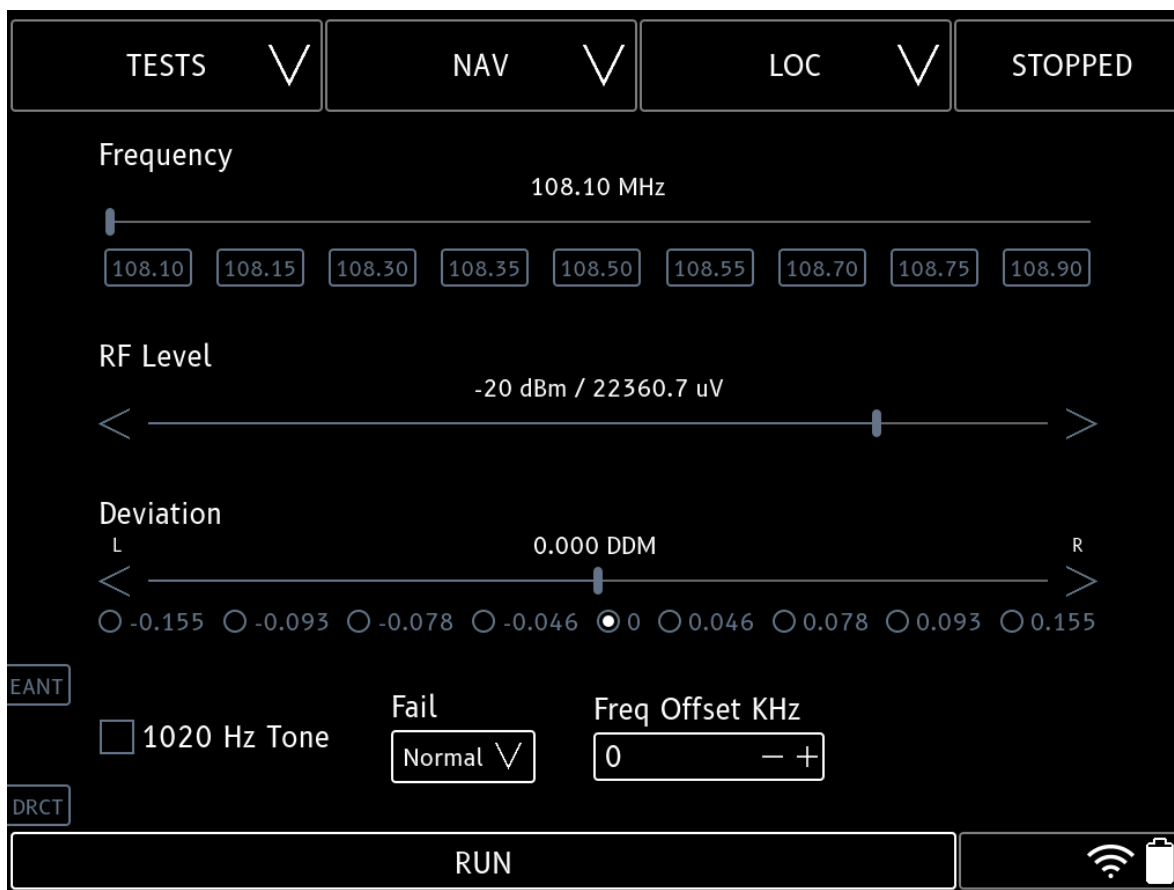 TESTS NAV LOC STOPPED
Frequency
108.10 MHz
108.10 108.15 108.30 108.35 108.50 108.55 108.70 108.75 108.90
RF Level
-20 dBm / 22360.7 uV
Deviation
L 0.000 DDM R
-0.155 -0.093 -0.078 -0.046 0 0.046 0.078 0.093 0.155
EANT
Fail Freq Offset KHz
1020 Hz Tone Normal 0 − +
DRCT
RUN